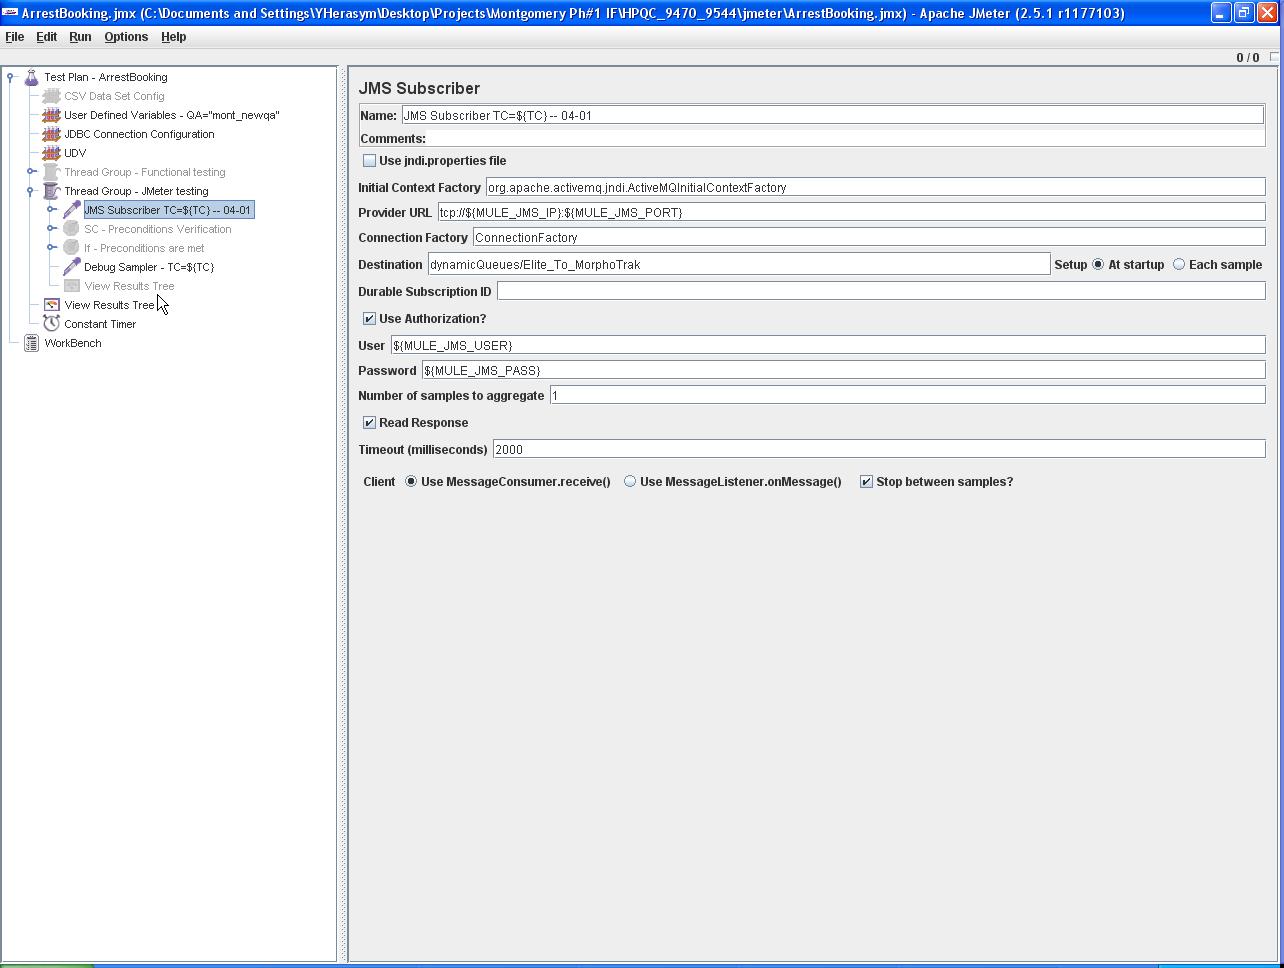 ArrestBooking.jmx (C:\Documents and Settings\YHerasym\Desktop\Projects\Montgomery Ph#1 IF\HPQC_9470_9544\jmeter\ArrestBooking.jmx) - Apache JMeter (2.5.1 r1177103)
File Edit Run Options Help
0 / 0
Test Plan - ArrestBooking
CSV Data Set Config
User Defined Variables - QA="mont_newqa"
JDBC Connection Configuration
UDV
Thread Group - Functional testing
Thread Group - JMeter testing
JMS Subscriber TC=${TC} -- 04-01
SC - Preconditions Verification
If - Preconditions are met
Debug Sampler - TC=${TC}
View Results Tree
View Results Tree
Constant Timer
WorkBench
JMS Subscriber
Name: JMS Subscriber TC=${TC} -- 04-01
Comments:
Use jndi.properties file
Initial Context Factory org.apache.activemq.jndi.ActiveMQInitialContextFactory
Provider URL tcp://${MULE_JMS_IP}:${MULE_JMS_PORT}
Connection Factory ConnectionFactory
Destination dynamicQueues/Elite_To_MorphoTrak Setup At startup Each sample
Durable Subscription ID
Use Authorization?
User ${MULE_JMS_USER}
Password ${MULE_JMS_PASS}
Number of samples to aggregate 1
Read Response
Timeout (milliseconds) 2000
Client Use MessageConsumer.receive() Use MessageListener.onMessage() Stop between samples?